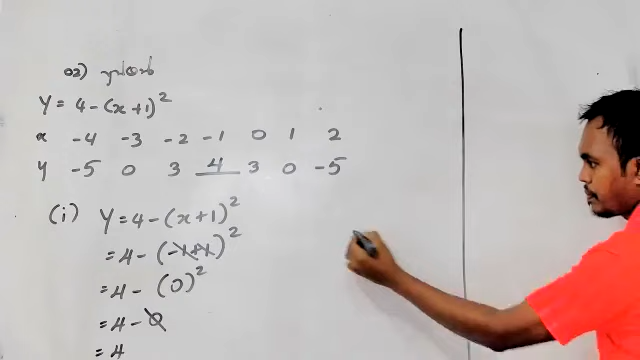 02)
Y = 4 - (x + 1)²
x -4 -3 -2 -1 0 1 2
y -5 0 3 4 3 0 -5
(i) Y = 4 - (x + 1)²
= 4 - (-1+1)²
= 4 - (0)²
= 4 - 0
= 4